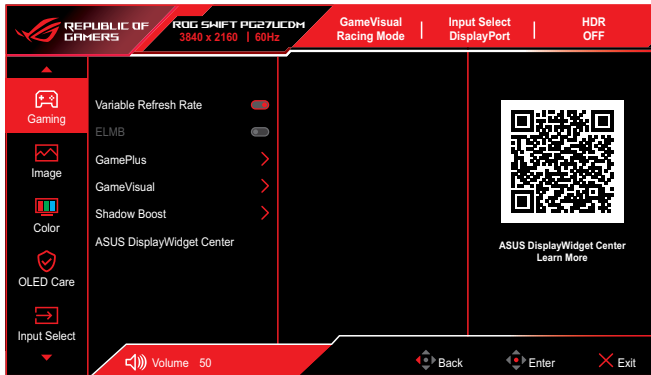 REPUBLIC OF
GAMERS
ROG SWIFT PG27UCDM
3840 x 2160 | 60Hz
GameVisual
Racing Mode
Input Select
DisplayPort
HDR
OFF
Gaming
Image
Color
OLED Care
Input Select
Variable Refresh Rate
ELMB
GamePlus
GameVisual
Shadow Boost
ASUS DisplayWidget Center
ASUS DisplayWidget Center
Learn More
Volume 50
Back
Enter
Exit